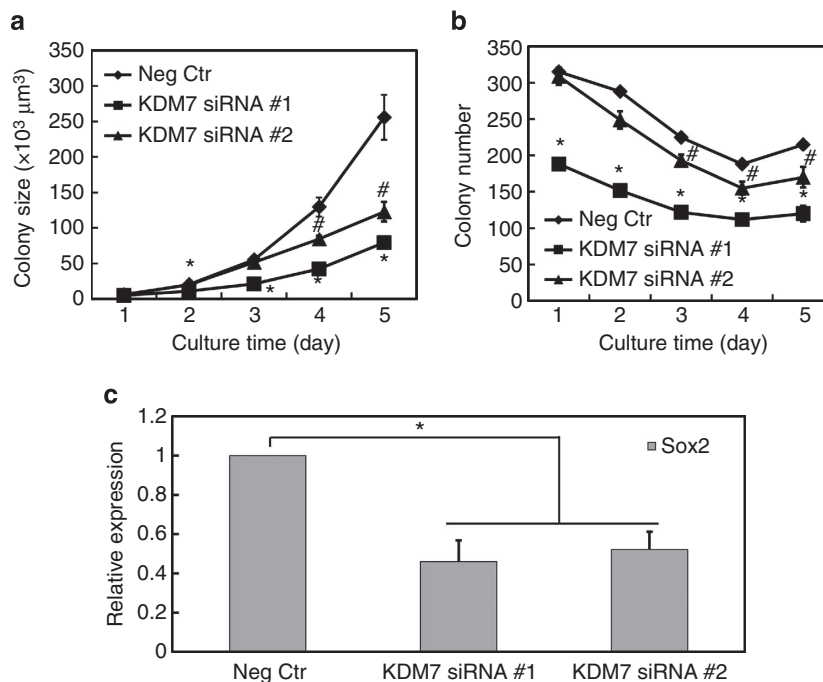 a
Colony size (×10³ μm³)
350
300
250
200
150
100
50
0
Neg Ctr
KDM7 siRNA #1
KDM7 siRNA #2
*
*
*
*
#
#
1 2 3 4 5
Culture time (day)
b
Colony number
350
300
250
200
150
100
50
0
*
*
*
*
*
#
#
#
Neg Ctr
KDM7 siRNA #1
KDM7 siRNA #2
1 2 3 4 5
Culture time (day)
c
Relative expression
1.2
1
0.8
0.6
0.4
0.2
0
*
Sox2
Neg Ctr KDM7 siRNA #1 KDM7 siRNA #2